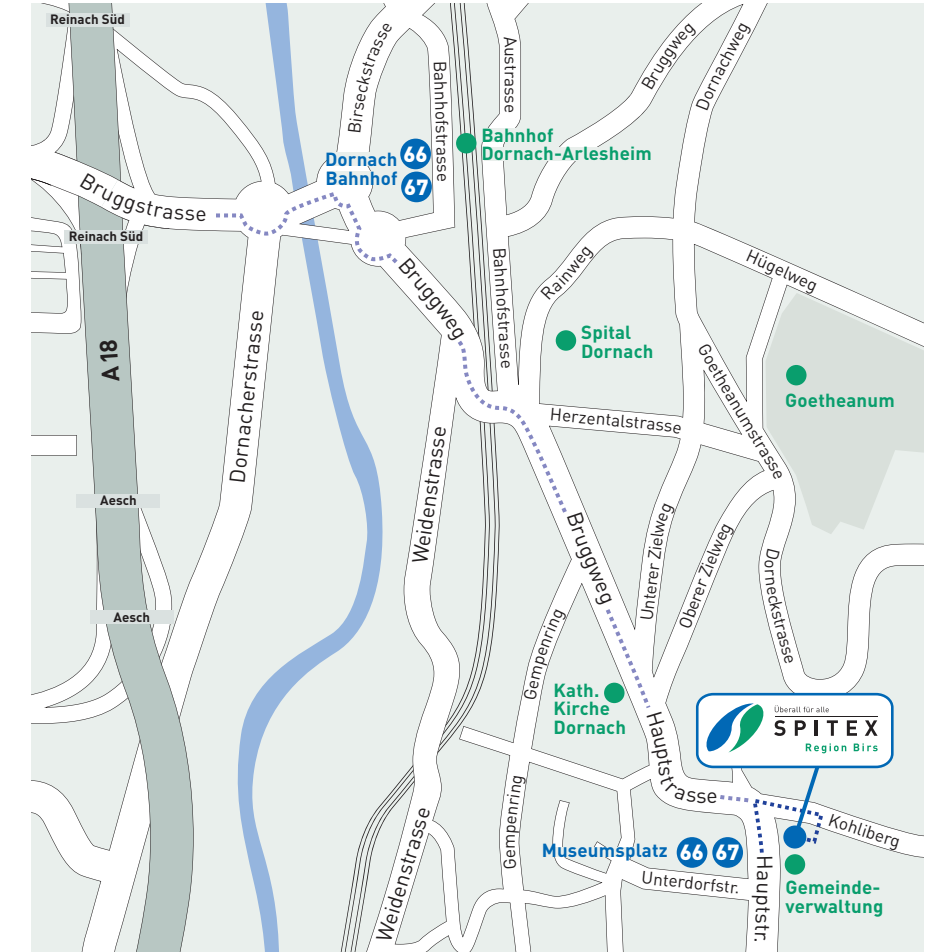 Reinach Süd
Birseckstrasse
Bahnhofstrasse
Austrasse
Bruggweg
Dornachweg
Bahnhof
Dornach-Arlesheim
Dornach
Bahnhof
66
67
Bruggstrasse
Reinach Süd
Bruggweg
Bahnhofstrasse
Rainweg
Hügelweg
A 18
Dornacherstrasse
Spital
Dornach
Goetheanumstrasse
Goetheanum
Herzentalstrasse
Weidenstrasse
Aesch
Bruggweg
Unterer Zielweg
Oberer Zielweg
Dorneckstrasse
Aesch
Gempenring
Kath.
Kirche
Dornach
Hauptstrasse
Überall für alle
SPITEX
Region Birs
Weidenstrasse
Gempenring
Museumsplatz 66 67
Kohliberg
Unterdorfstr.
Hauptstr.
Gemeinde-
verwaltung